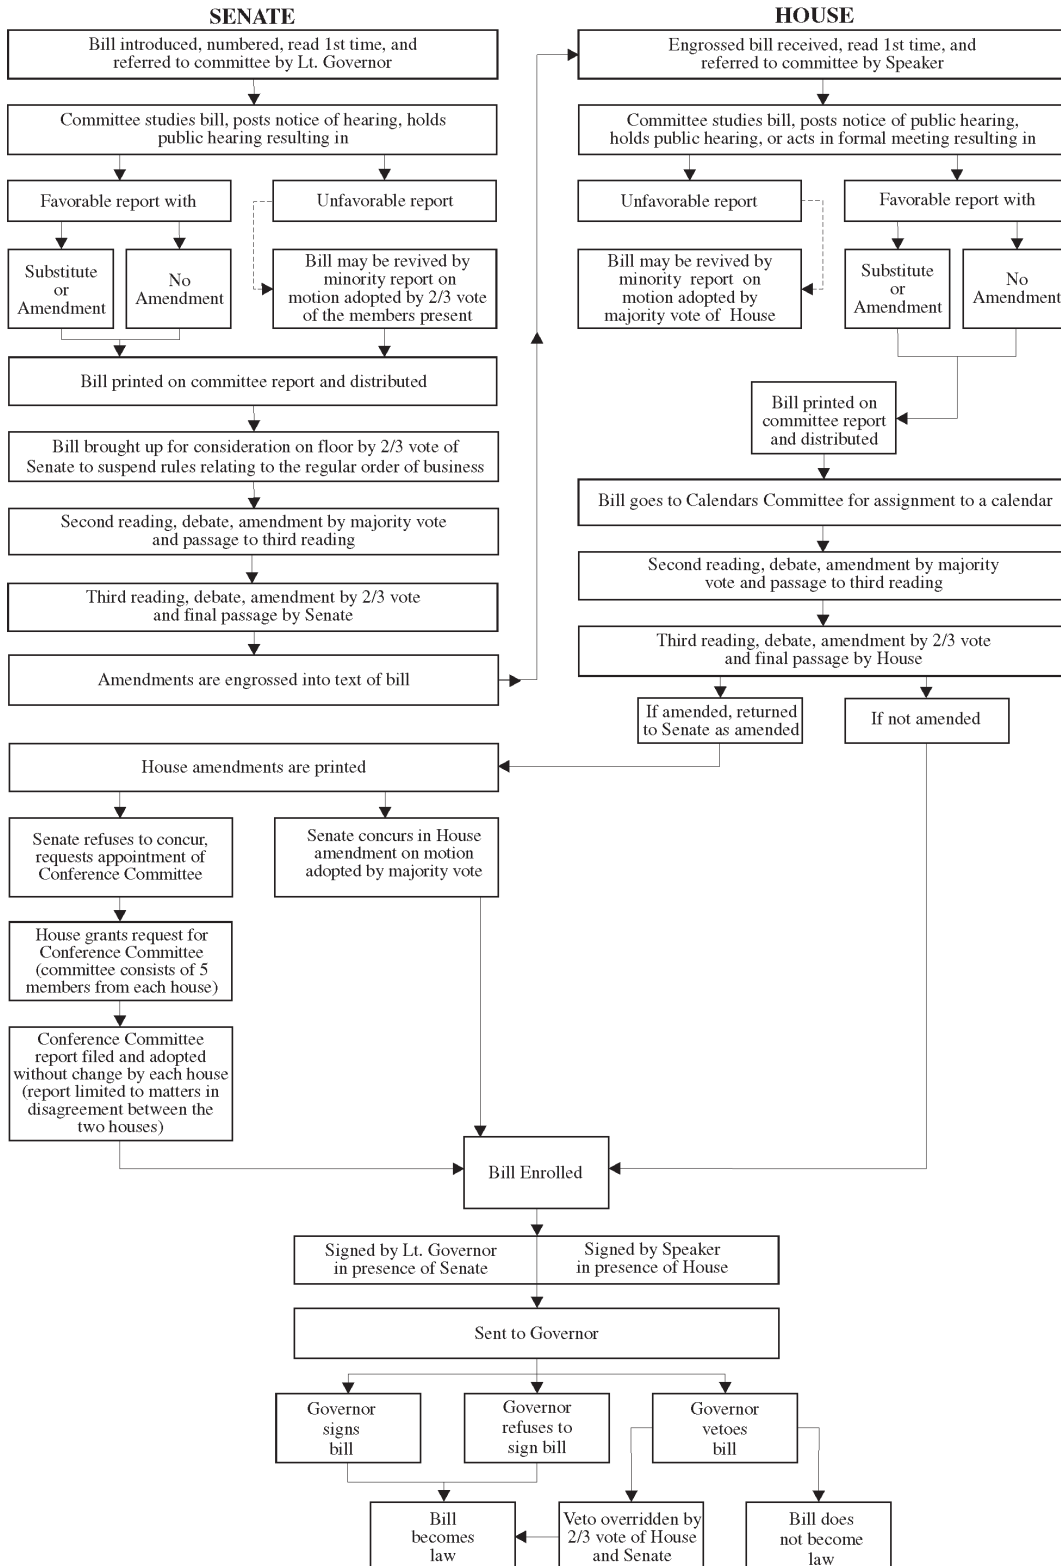 SENATE
Bill introduced, numbered, read 1st time, and
referred to committee by Lt. Governor
Committee studies bill, posts notice of hearing, holds
public hearing resulting in
Favorable report with
Unfavorable report
Substitute
or
Amendment
No
Amendment
Bill may be revived by
minority report on
motion adopted by 2/3 vote
of the members present
Bill printed on committee report and distributed
Bill brought up for consideration on floor by 2/3 vote of
Senate to suspend rules relating to the regular order of business
Second reading, debate, amendment by majority vote
and passage to third reading
Third reading, debate, amendment by 2/3 vote
and final passage by Senate
Amendments are engrossed into text of bill
HOUSE
Engrossed bill received, read 1st time, and
referred to committee by Speaker
Committee studies bill, posts notice of public hearing,
holds public hearing, or acts in formal meeting resulting in
Unfavorable report
Favorable report with
Bill may be revived by
minority report on
motion adopted by
majority vote of House
Substitute
or
Amendment
No
Amendment
Bill printed on
committee report
and distributed
Bill goes to Calendars Committee for assignment to a calendar
Second reading, debate, amendment by majority
vote and passage to third reading
Third reading, debate, amendment by 2/3 vote
and final passage by House
If amended, returned
to Senate as amended
If not amended
House amendments are printed
Senate refuses to concur,
requests appointment of
Conference Committee
Senate concurs in House
amendment on motion
adopted by majority vote
House grants request for
Conference Committee
(committee consists of 5
members from each house)
Conference Committee
report filed and adopted
without change by each house
(report limited to matters in
disagreement between the
two houses)
Bill Enrolled
Signed by Lt. Governor
in presence of Senate
Signed by Speaker
in presence of House
Sent to Governor
Governor
signs
bill
Governor
refuses to
sign bill
Governor
vetoes
bill
Bill
becomes
law
Veto overridden by
2/3 vote of House
and Senate
Bill does
not become
law